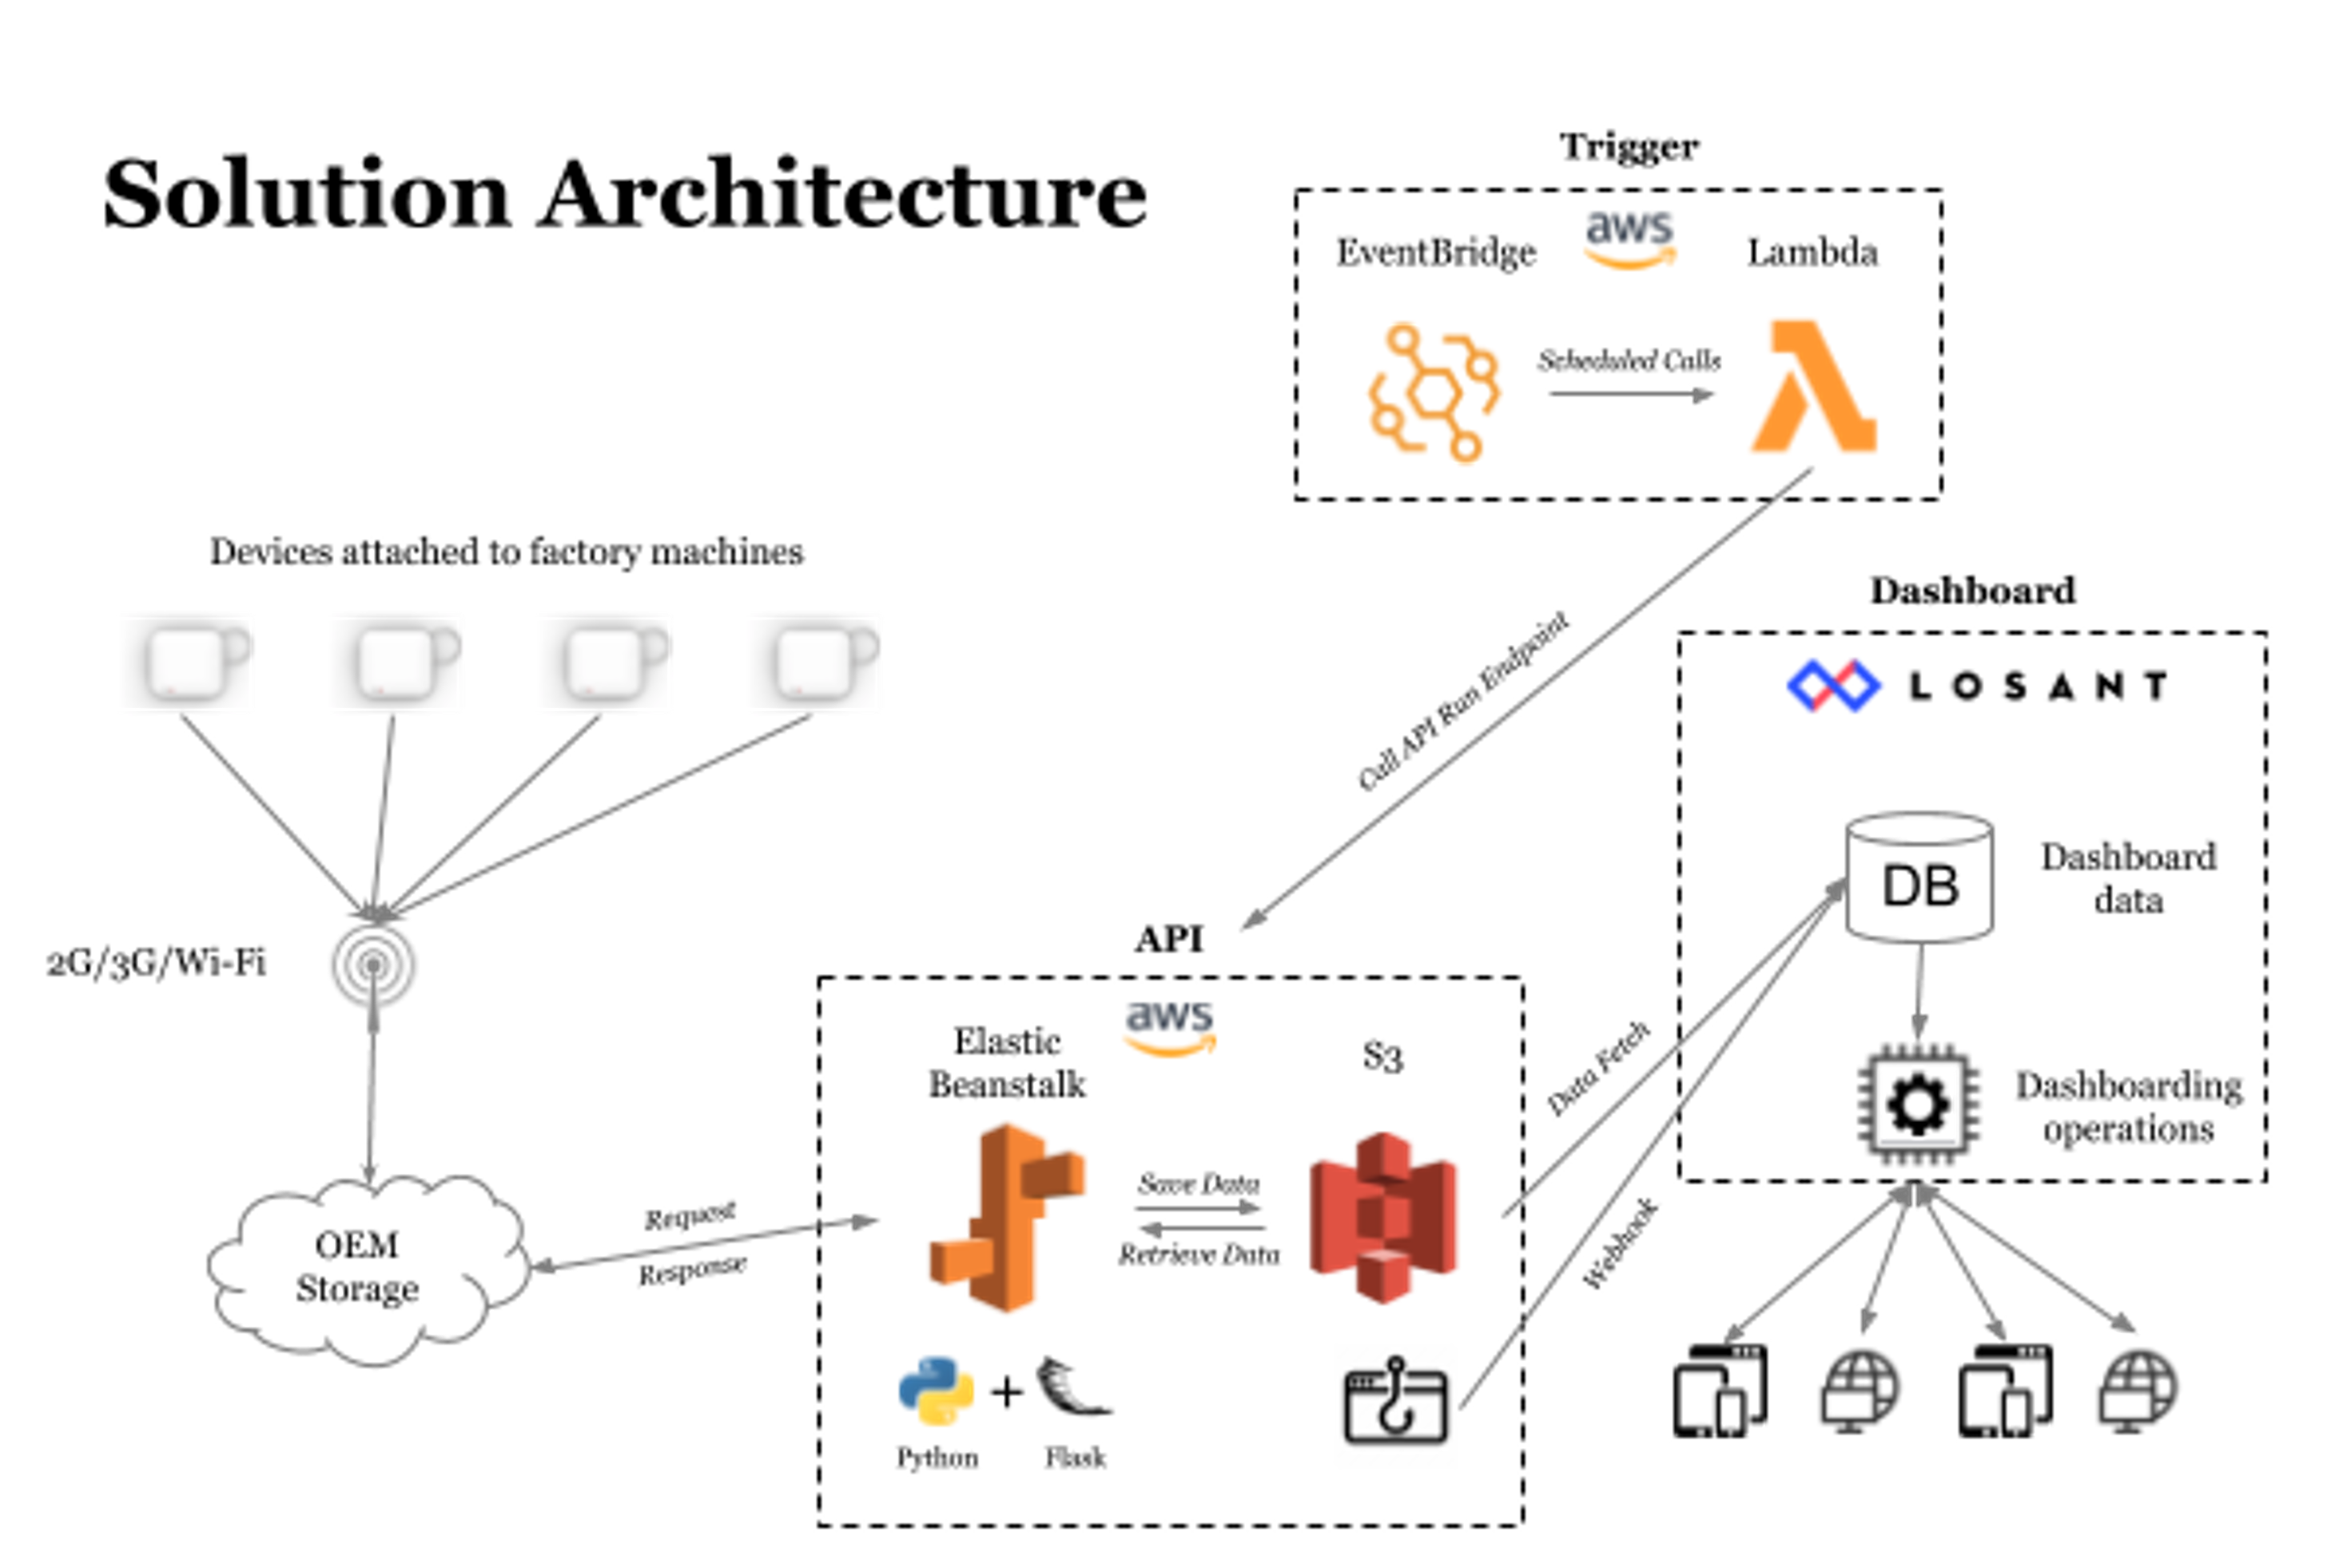 Solution Architecture
Trigger
EventBridge
aws
Lambda
Scheduled Calls
Devices attached to factory machines
Call API Run Endpoint
Dashboard
LOSANT
DB
Dashboard
data
2G/3G/Wi-Fi
API
aws
Elastic
Beanstalk
S3
Data Fetch
Dashboarding
operations
Save Data
Retrieve Data
Request
Response
Webhook
OEM
Storage
+
Python
Flask